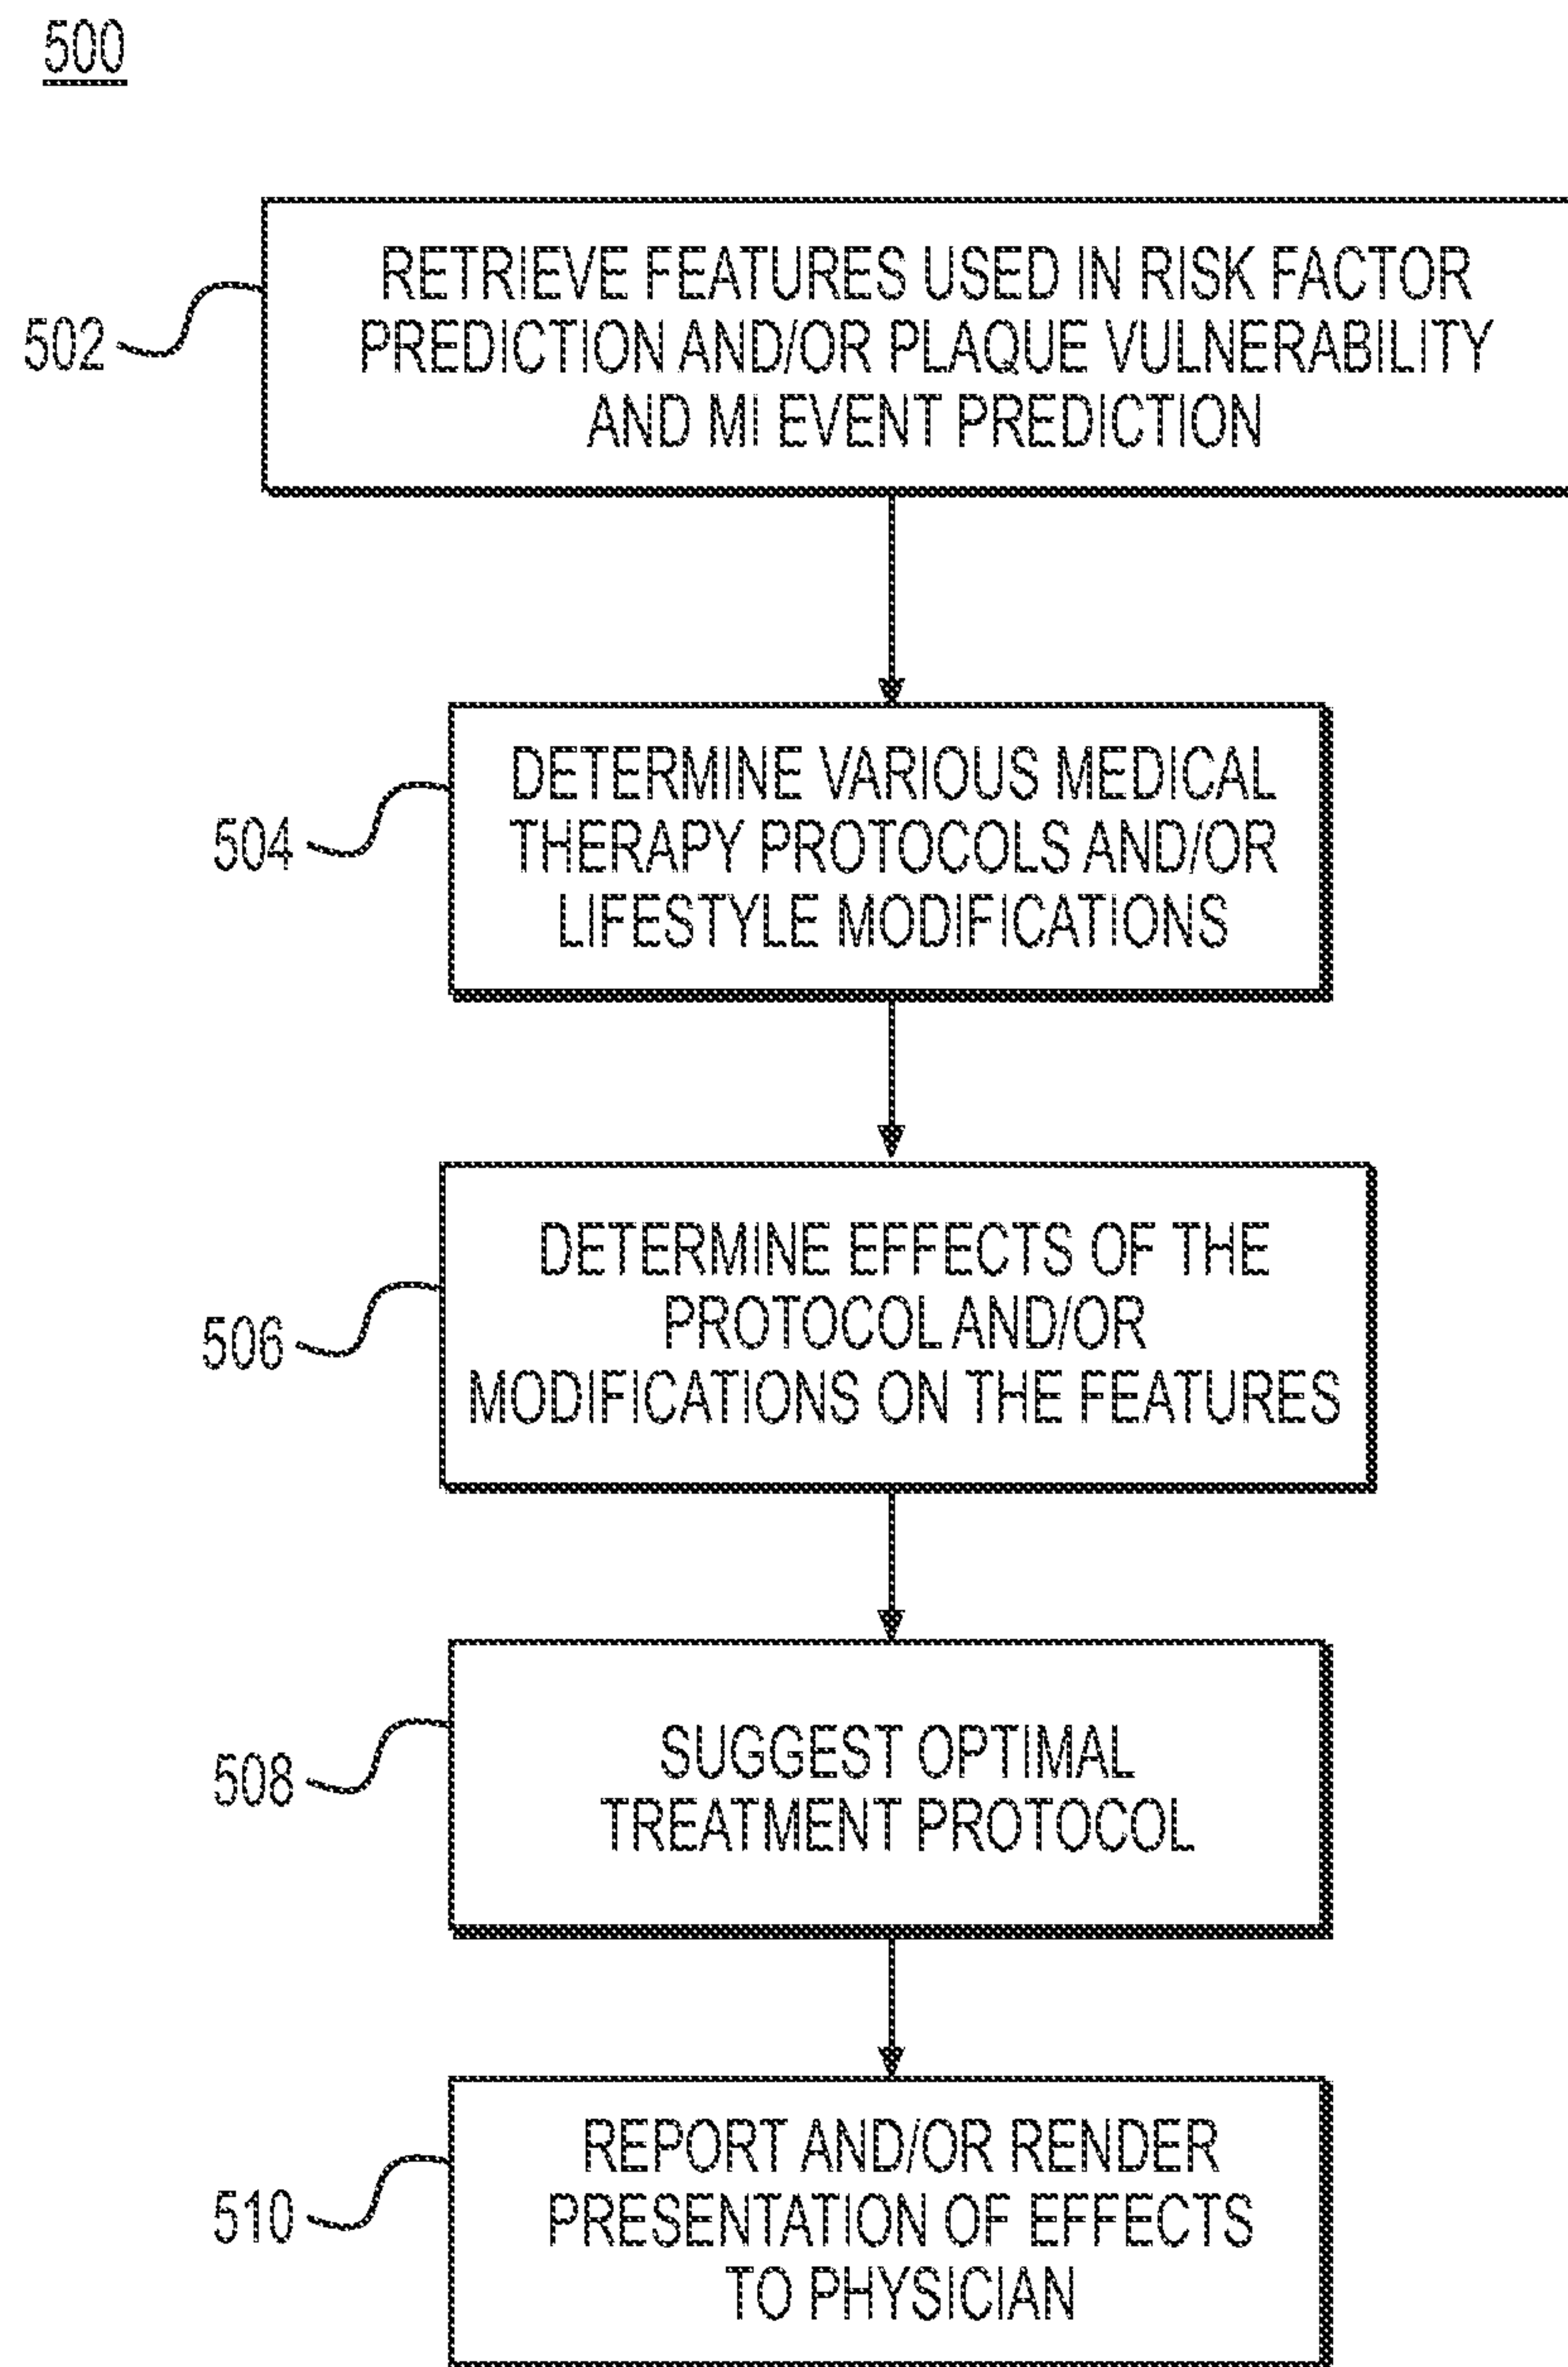 500
502
RETRIEVE FEATURES USED IN RISK FACTOR
PREDICTION AND/OR PLAQUE VULNERABILITY
AND MI EVENT PREDICTION
504
DETERMINE VARIOUS MEDICAL
THERAPY PROTOCOLS AND/OR
LIFESTYLE MODIFICATIONS
506
DETERMINE EFFECTS OF THE
PROTOCOL AND/OR
MODIFICATIONS ON THE FEATURES
508
SUGGEST OPTIMAL
TREATMENT PROTOCOL
510
REPORT AND/OR RENDER
PRESENTATION OF EFFECTS
TO PHYSICIAN